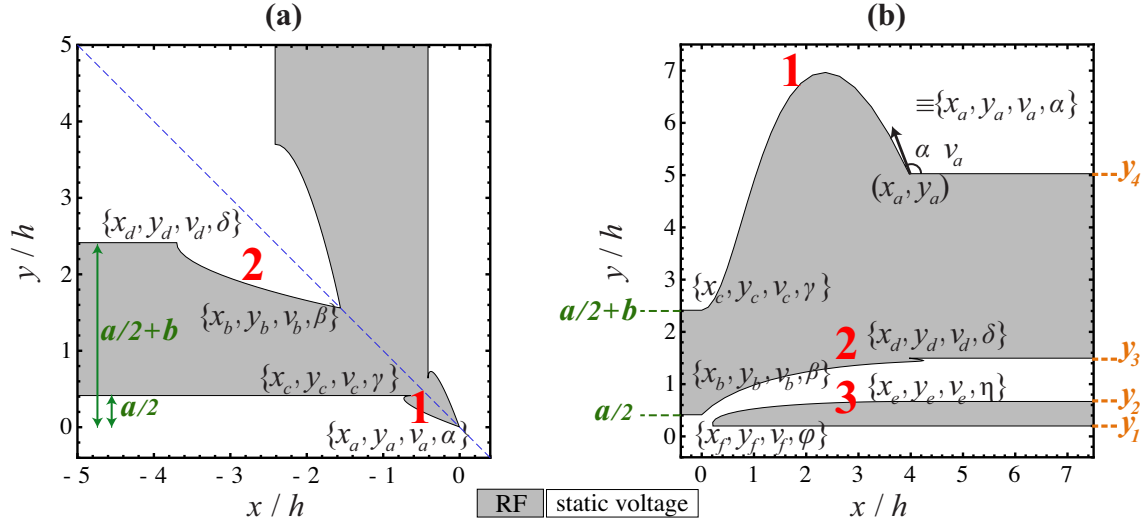 (a)
5
4
3
2
1
0
y / h
- 5
- 4
- 3
- 2
- 1
0
x / h
{x_d, y_d, v_d, δ}
2
{x_b, y_b, v_b, β}
a/2+b
{x_c, y_c, v_c, γ}
a/2
1
{x_a, y_a, v_a, α}
(b)
7
6
5
4
3
2
1
0
y / h
0
1
2
3
4
5
6
7
x / h
1
≡{x_a, y_a, v_a, α}
α v_a
(x_a, y_a)
y_4
{x_c, y_c, v_c, γ}
a/2+b
2 {x_d, y_d, v_d, δ}
y_3
{x_b, y_b, v_b, β}
3 {x_e, y_e, v_e, η}
y_2
a/2
{x_f, y_f, v_f, φ}
y_1
RF
static voltage